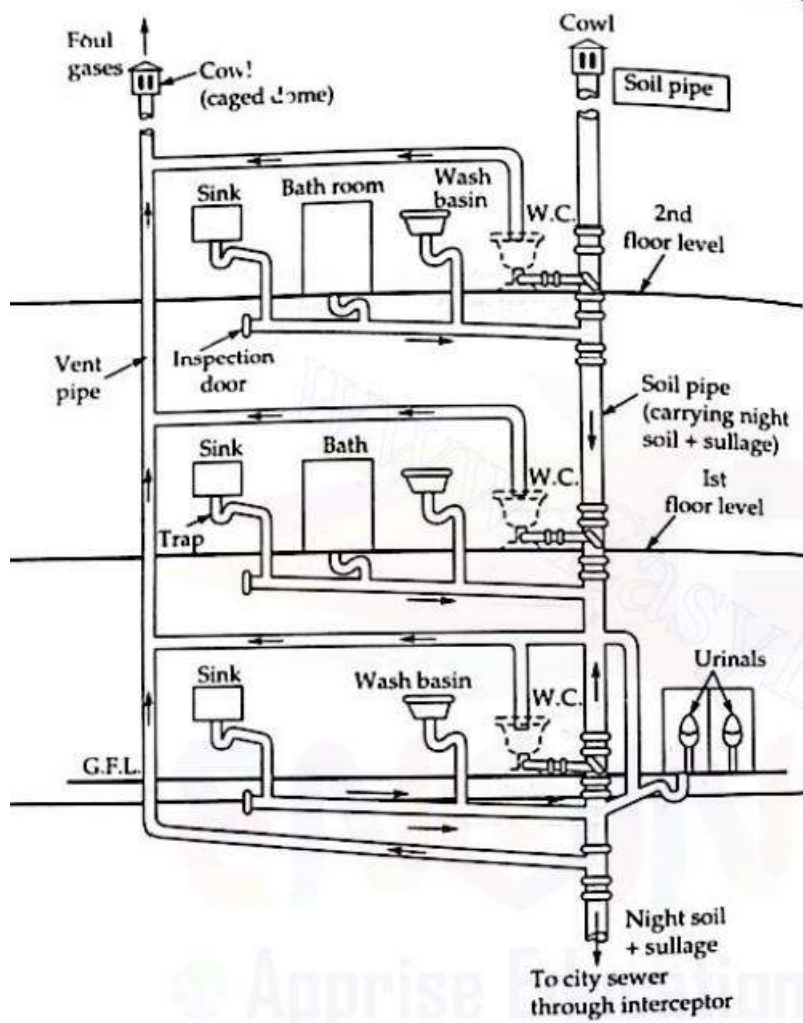 Foul
gases
Cowl
(caged dome)
Cowl
Soil pipe
Sink
Bath room
Wash
basin
W.C.
2nd
floor level
Vent
pipe
Inspection
door
Soil pipe
(carrying night
soil + sullage)
Sink
Bath
W.C.
Trap
Ist
floor level
Sink
Wash basin
W.C.
Urinals
G.F.L.
Night soil
+ sullage
To city sewer
through interceptor
Apprise Education